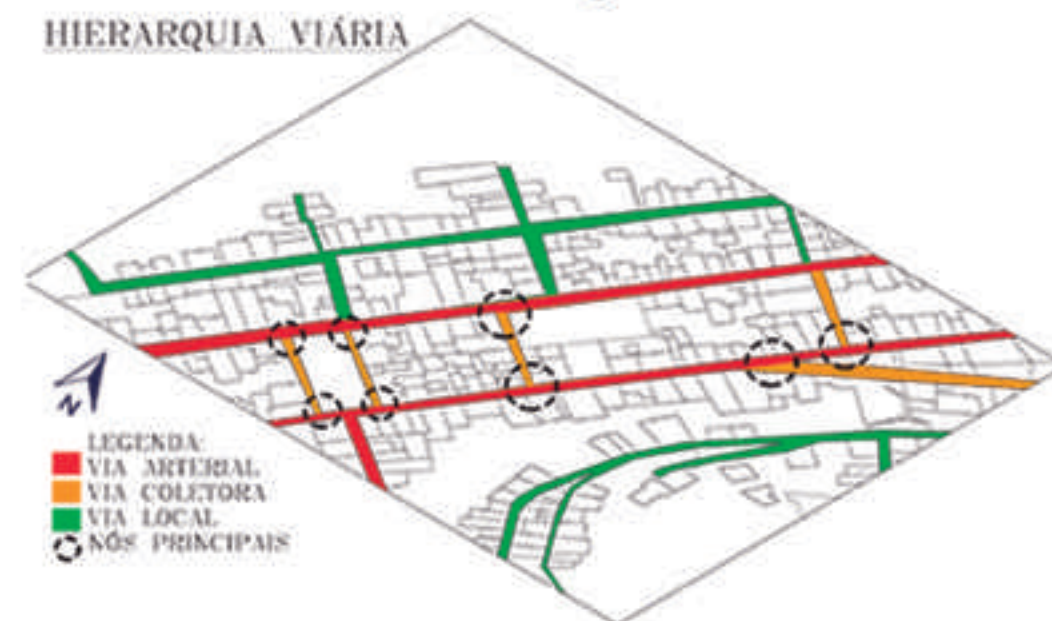 HIERARQUIA VIÁRIA
N
LEGENDA:
VIA ARTERIAL
VIA COLETORA
VIA LOCAL
NÓS PRINCIPAIS